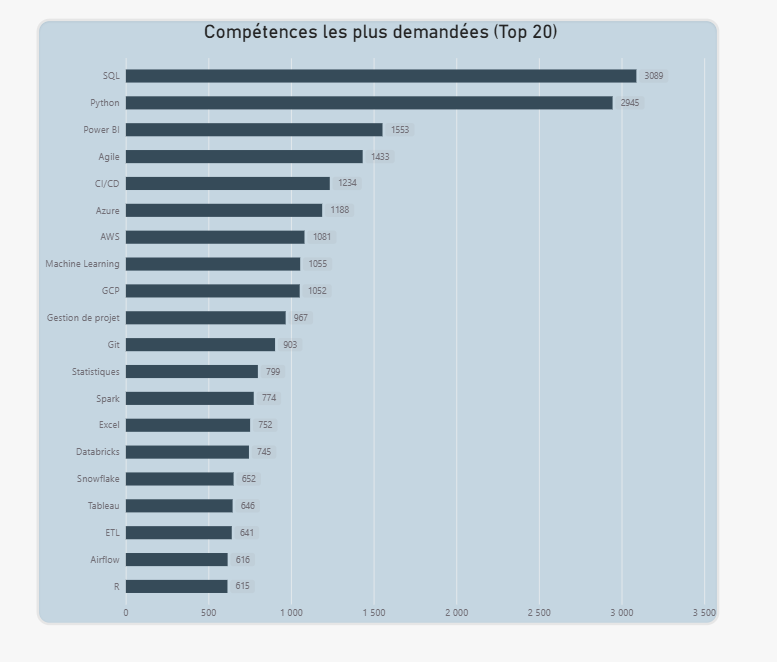 Compétences les plus demandées (Top 20)
SQL 3089
Python 2945
Power BI 1553
Agile 1433
CI/CD 1234
Azure 1188
AWS 1081
Machine Learning 1055
GCP 1052
Gestion de projet 967
Git 903
Statistiques 799
Spark 774
Excel 752
Databricks 745
Snowflake 652
Tableau 646
ETL 641
Airflow 616
R 615
0 500 1 000 1 500 2 000 2 500 3 000 3 500